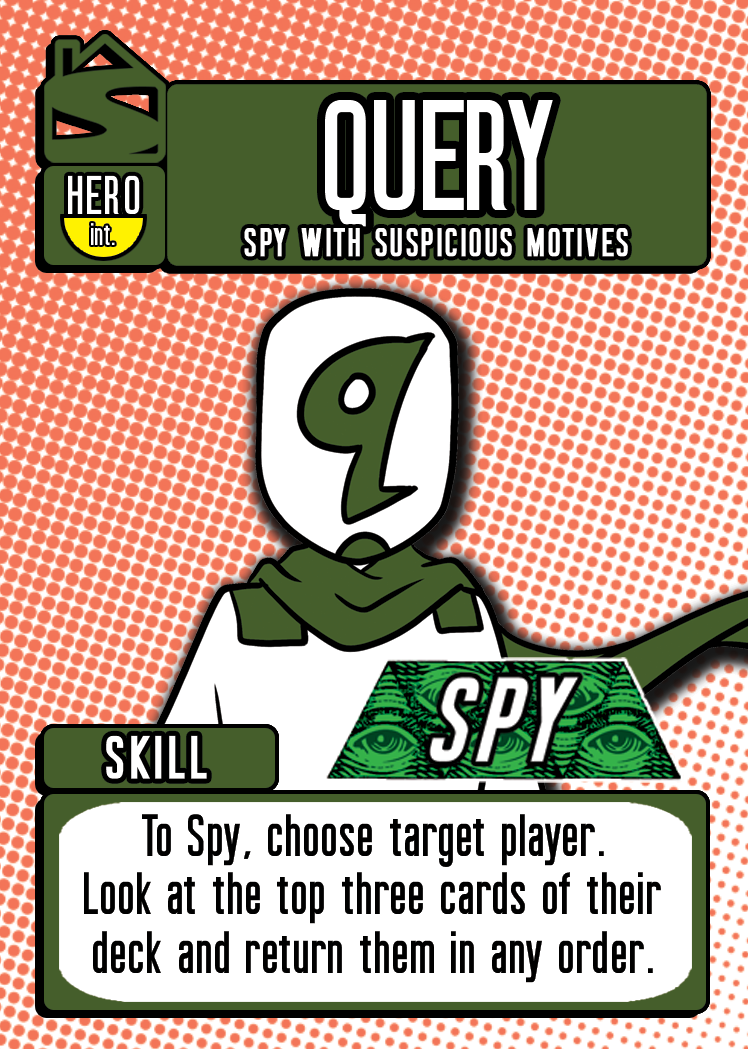 QUERY
SPY WITH SUSPICIOUS MOTIVES
HERO
int.
q
SPY
SKILL
To Spy, choose target player.
Look at the top three cards of their
deck and return them in any order.